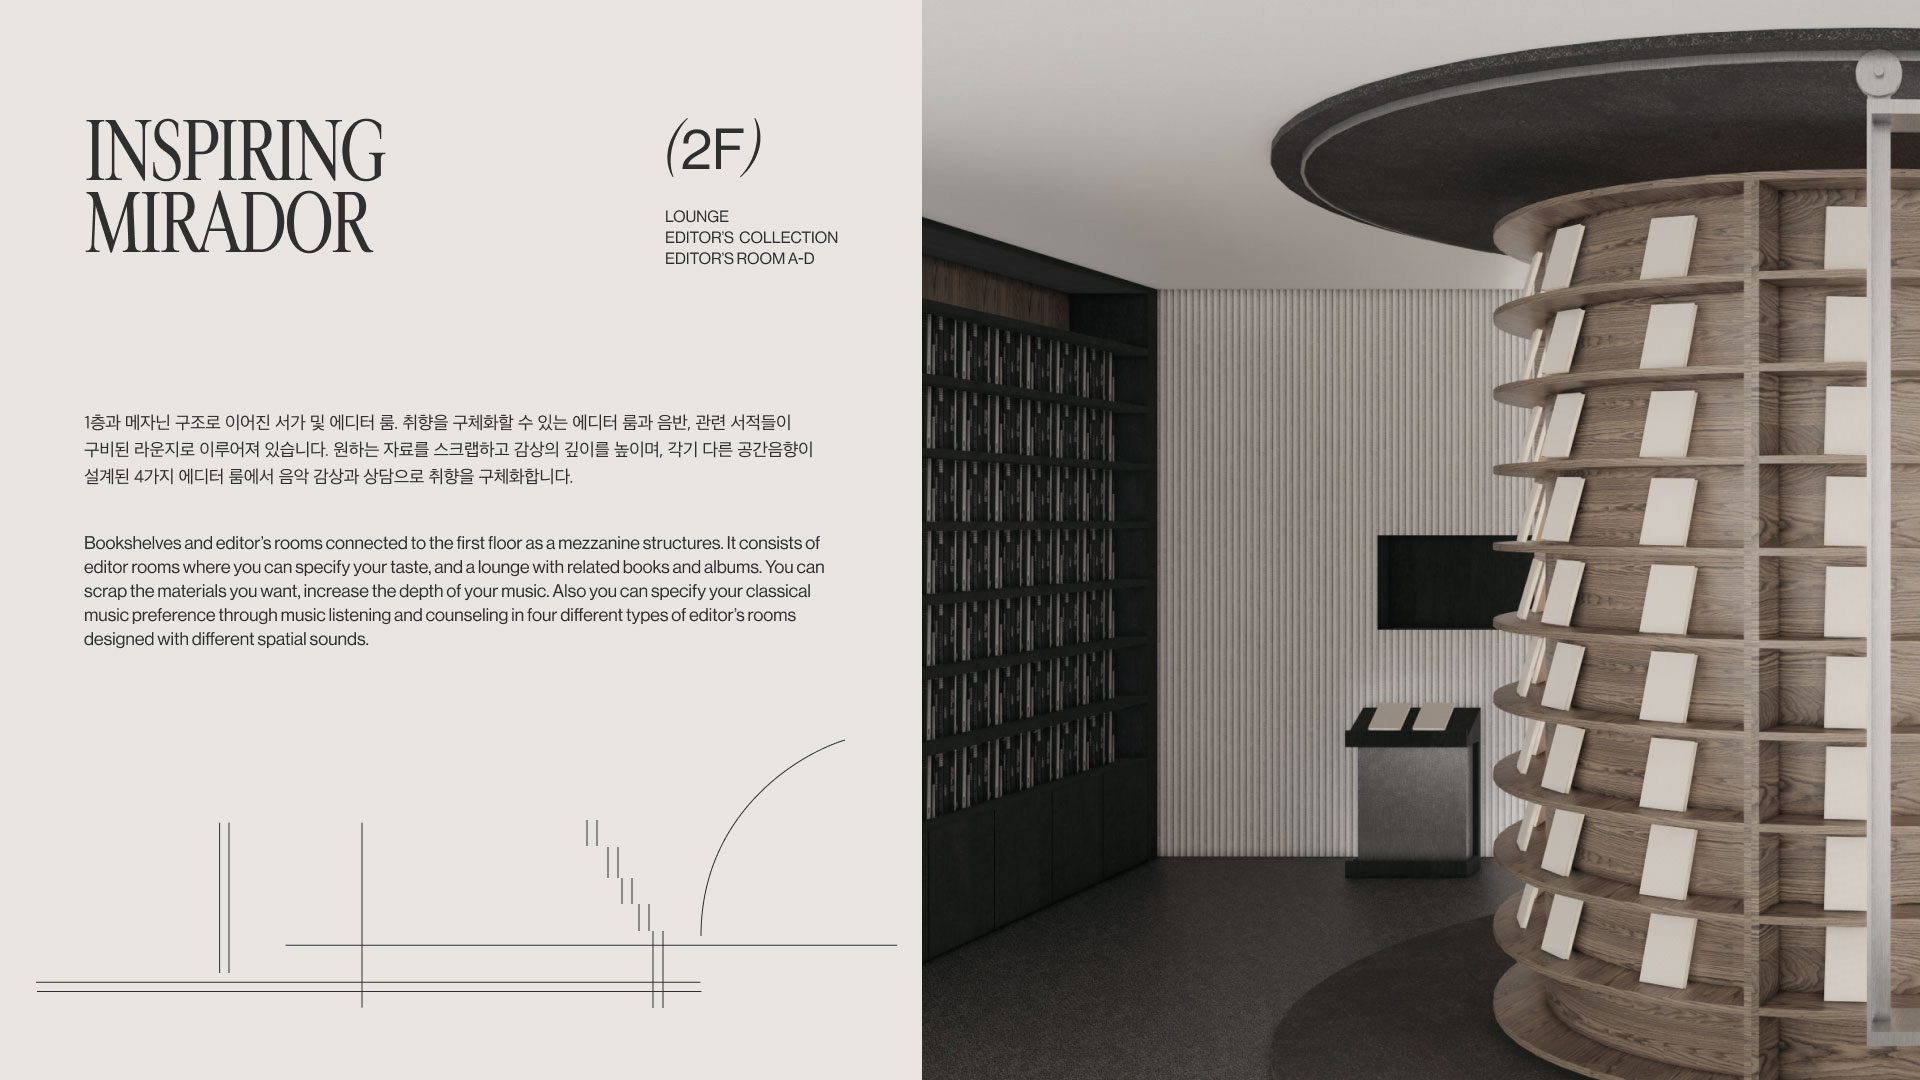 INSPIRING
MIRADOR
(2F)
LOUNGE
EDITOR'S COLLECTION
EDITOR'S ROOM A-D
1층과 메자닌 구조로 이어진 서가 및 에디터 룸. 취향을 구체화할 수 있는 에디터 룸과 음반, 관련 서적들이
구비된 라운지로 이루어져 있습니다. 원하는 자료를 스크랩하고 감상의 깊이를 높이며, 각기 다른 공간음향이
설계된 4가지 에디터 룸에서 음악 감상과 상담으로 취향을 구체화합니다.
Bookshelves and editor's rooms connected to the first floor as a mezzanine structures. It consists of
editor rooms where you can specify your taste, and a lounge with related books and albums. You can
scrap the materials you want, increase the depth of your music. Also you can specify your classical
music preference through music listening and counseling in four different types of editor's rooms
designed with different spatial sounds.